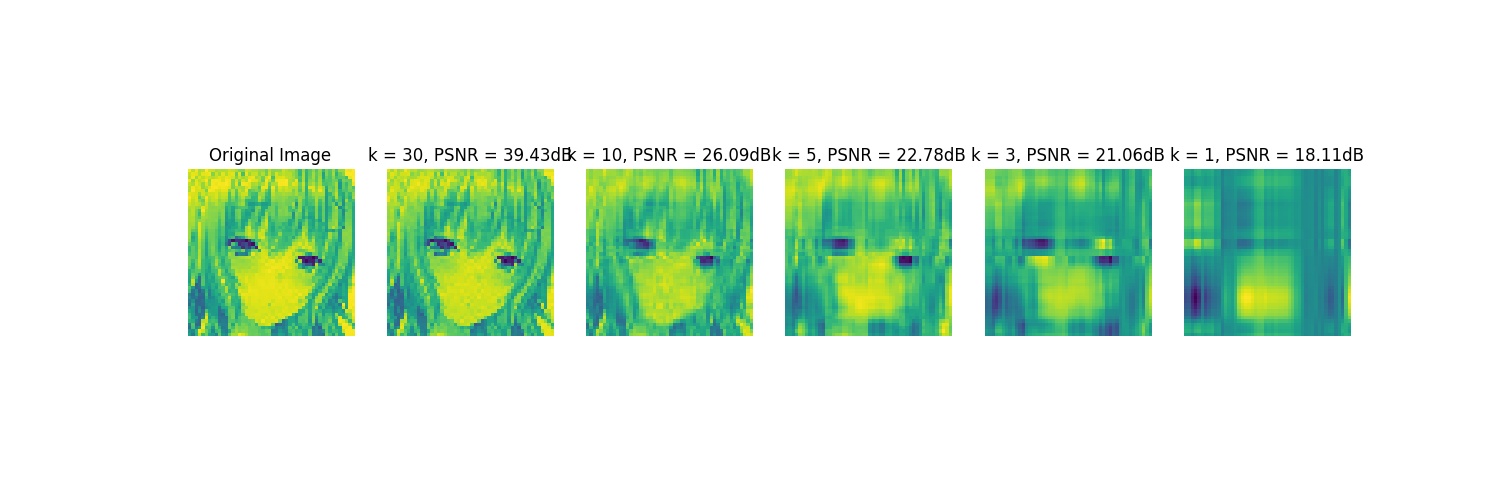 Original Image
k = 30, PSNR = 39.43dB
k = 10, PSNR = 26.09dB
k = 5, PSNR = 22.78dB
k = 3, PSNR = 21.06dB
k = 1, PSNR = 18.11dB